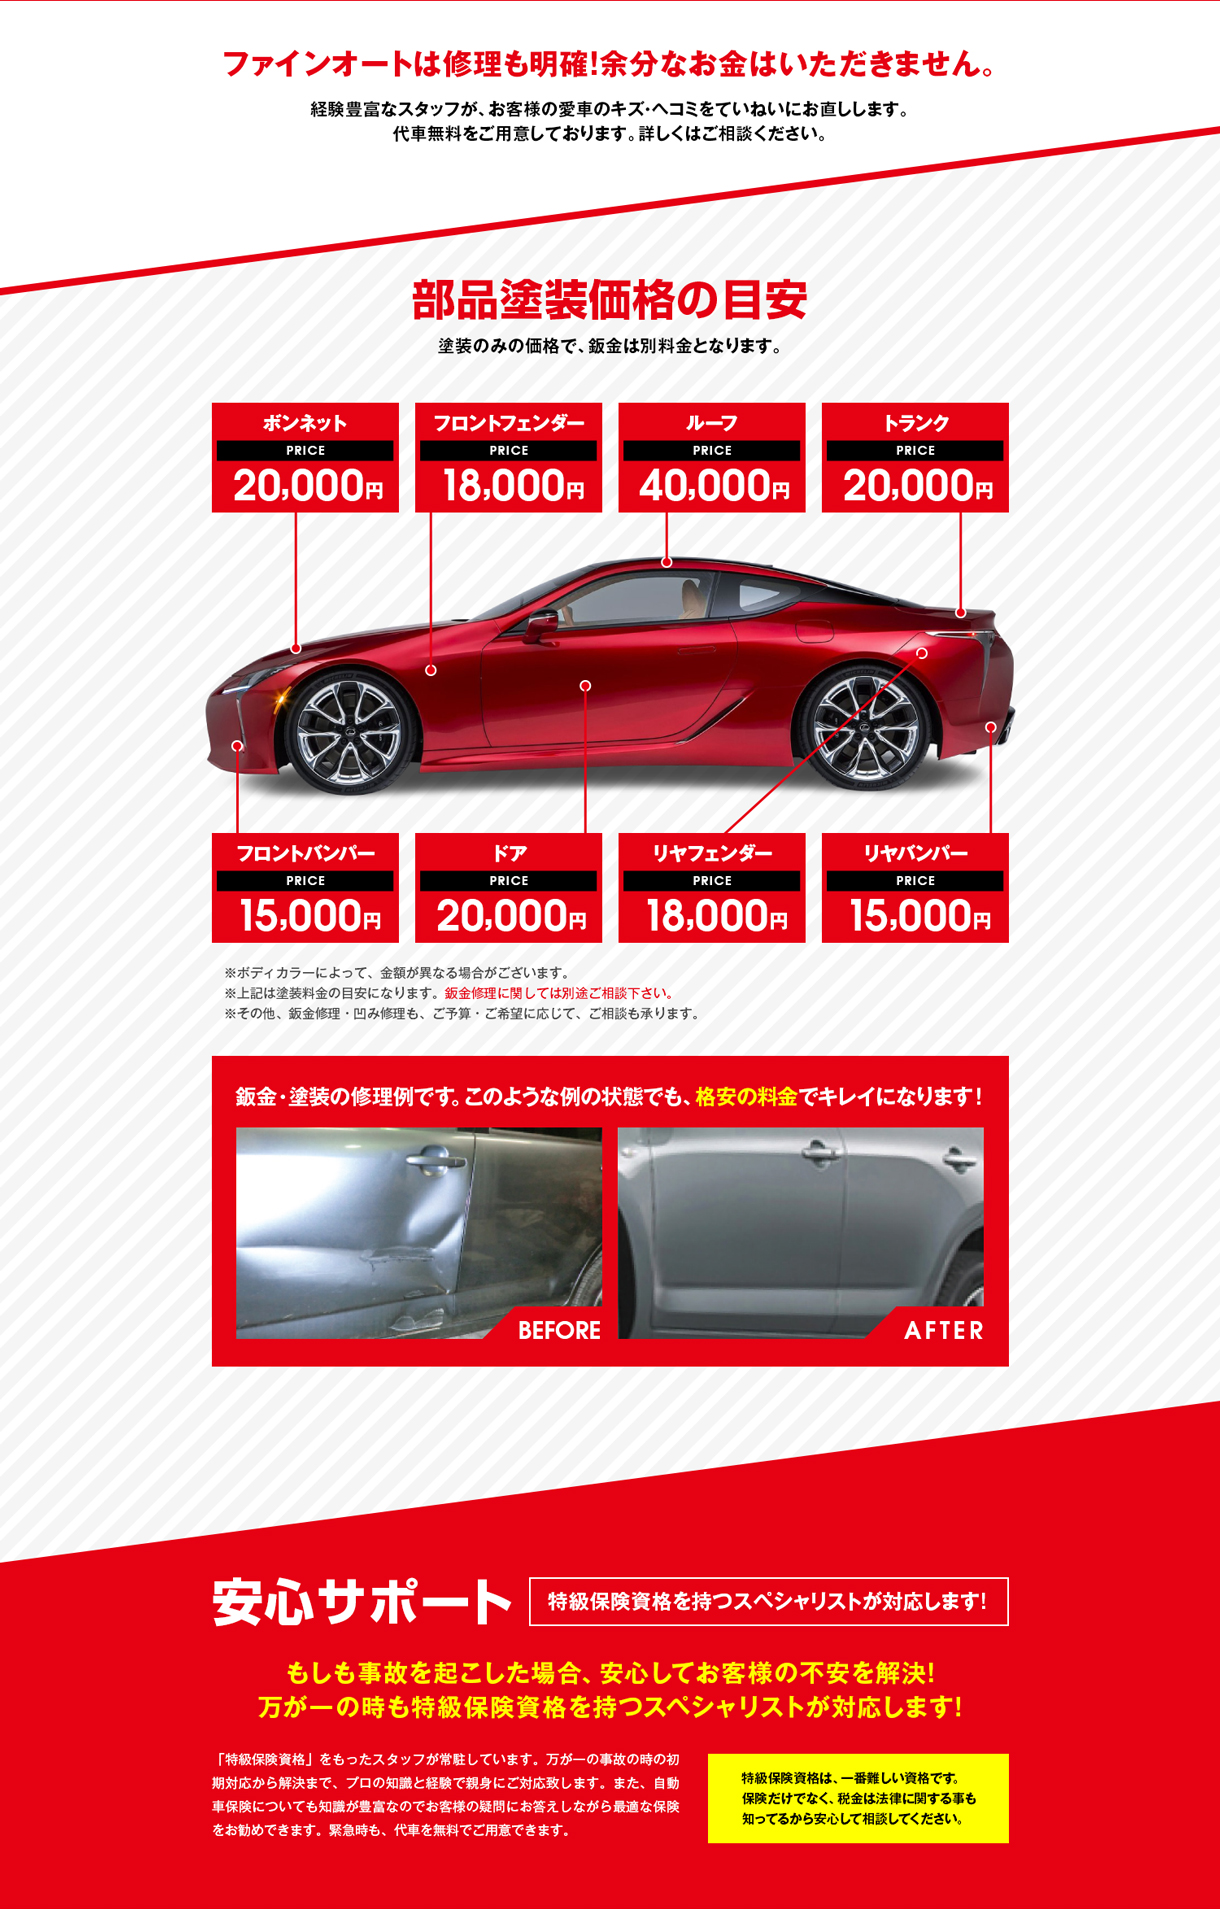 ファインオートは修理も明確!余分なお金はいただきません。
経験豊富なスタッフが、お客様の愛車のキズ・ヘコミをていねいにお直しします。
代車無料をご用意しております。詳しくはご相談ください。
部品塗装価格の目安
塗装のみの価格で、鈑金は別料金となります。
ボンネット
PRICE
20,000円
フロントフェンダー
PRICE
18,000円
ルーフ
PRICE
40,000円
トランク
PRICE
20,000円
フロントバンパー
PRICE
15,000円
ドア
PRICE
20,000円
リヤフェンダー
PRICE
18,000円
リヤバンパー
PRICE
15,000円
※ボディカラーによって、金額が異なる場合がございます。
※上記は塗装料金の目安になります。鈑金修理に関しては別途ご相談下さい。
※その他、鈑金修理・凹み修理も、ご予算・ご希望に応じて、ご相談も承ります。
鈑金・塗装の修理例です。このような例の状態でも、格安の料金でキレイになります!
BEFORE
AFTER
安心サポート
特級保険資格を持つスペシャリストが対応します!
もしも事故を起こした場合、安心してお客様の不安を解決!
万が一の時も特級保険資格を持つスペシャリストが対応します!
「特級保険資格」をもったスタッフが常駐しています。万が一の事故の時の初
期対応から解決まで、プロの知識と経験で親身にご対応致します。また、自動
車保険についても知識が豊富なのでお客様の疑問にお答えしながら最適な保険
をお勧めできます。緊急時も、代車を無料でご用意できます。
特級保険資格は、一番難しい資格です。
保険だけでなく、税金は法律に関する事も
知ってるから安心して相談してください。